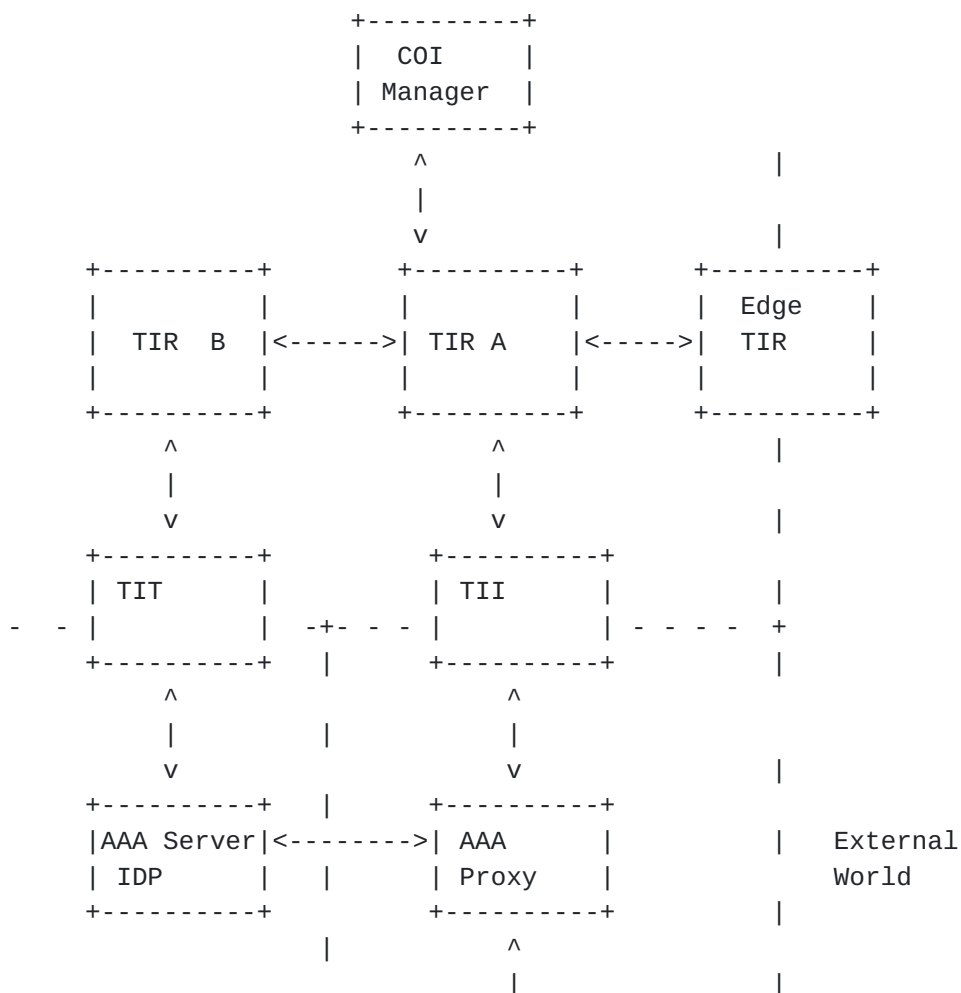 +----------+
|  COI     |
| Manager  |
+----------+
^                      |
|
v                      |
+----------+        +----------+       +----------+
|          |        |          |       |  Edge    |
|  TIR  B  |<------>| TIR A    |<----->|  TIR     |
|          |        |          |       |          |
+----------+        +----------+       +----------+
^                    ^                 |
|                    |
v                    v                 |
+----------+          +----------+
| TIT      |          | TII      |          |
-  - |          |  -+- - - |          | - - - -  +
+----------+   |      +----------+          |
^                     ^
|         |           |
v                     v                |
+----------+   |      +----------+
|AAA Server|<-------->| AAA      |          |   External
| IDP      |   |      | Proxy    |              World
+----------+          +----------+          |
|           ^
|                |